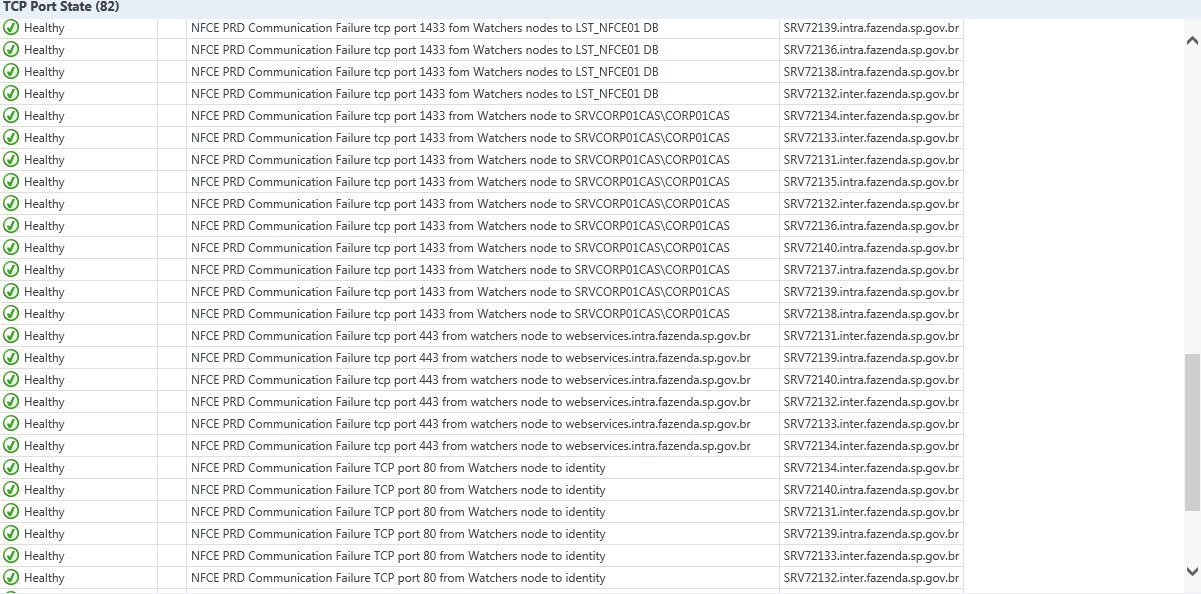 TCP Port State (82)
Healthy NFCE PRD Communication Failure tcp port 1433 fom Watchers nodes to LST_NFCE01 DB SRV72139.intra.fazenda.sp.gov.br
Healthy NFCE PRD Communication Failure tcp port 1433 fom Watchers nodes to LST_NFCE01 DB SRV72136.intra.fazenda.sp.gov.br
Healthy NFCE PRD Communication Failure tcp port 1433 fom Watchers nodes to LST_NFCE01 DB SRV72138.intra.fazenda.sp.gov.br
Healthy NFCE PRD Communication Failure tcp port 1433 fom Watchers nodes to LST_NFCE01 DB SRV72132.inter.fazenda.sp.gov.br
Healthy NFCE PRD Communication Failure tcp port 1433 from Watchers node to SRVCORP01CAS\CORP01CAS SRV72134.inter.fazenda.sp.gov.br
Healthy NFCE PRD Communication Failure tcp port 1433 from Watchers node to SRVCORP01CAS\CORP01CAS SRV72133.inter.fazenda.sp.gov.br
Healthy NFCE PRD Communication Failure tcp port 1433 from Watchers node to SRVCORP01CAS\CORP01CAS SRV72131.inter.fazenda.sp.gov.br
Healthy NFCE PRD Communication Failure tcp port 1433 from Watchers node to SRVCORP01CAS\CORP01CAS SRV72135.intra.fazenda.sp.gov.br
Healthy NFCE PRD Communication Failure tcp port 1433 from Watchers node to SRVCORP01CAS\CORP01CAS SRV72132.inter.fazenda.sp.gov.br
Healthy NFCE PRD Communication Failure tcp port 1433 from Watchers node to SRVCORP01CAS\CORP01CAS SRV72136.intra.fazenda.sp.gov.br
Healthy NFCE PRD Communication Failure tcp port 1433 from Watchers node to SRVCORP01CAS\CORP01CAS SRV72140.intra.fazenda.sp.gov.br
Healthy NFCE PRD Communication Failure tcp port 1433 from Watchers node to SRVCORP01CAS\CORP01CAS SRV72137.intra.fazenda.sp.gov.br
Healthy NFCE PRD Communication Failure tcp port 1433 from Watchers node to SRVCORP01CAS\CORP01CAS SRV72139.intra.fazenda.sp.gov.br
Healthy NFCE PRD Communication Failure tcp port 1433 from Watchers node to SRVCORP01CAS\CORP01CAS SRV72138.intra.fazenda.sp.gov.br
Healthy NFCE PRD Communication Failure tcp port 443 from watchers node to webservices.intra.fazenda.sp.gov.br SRV72131.inter.fazenda.sp.gov.br
Healthy NFCE PRD Communication Failure tcp port 443 from watchers node to webservices.intra.fazenda.sp.gov.br SRV72139.intra.fazenda.sp.gov.br
Healthy NFCE PRD Communication Failure tcp port 443 from watchers node to webservices.intra.fazenda.sp.gov.br SRV72140.intra.fazenda.sp.gov.br
Healthy NFCE PRD Communication Failure tcp port 443 from watchers node to webservices.intra.fazenda.sp.gov.br SRV72132.inter.fazenda.sp.gov.br
Healthy NFCE PRD Communication Failure tcp port 443 from watchers node to webservices.intra.fazenda.sp.gov.br SRV72133.inter.fazenda.sp.gov.br
Healthy NFCE PRD Communication Failure tcp port 443 from watchers node to webservices.intra.fazenda.sp.gov.br SRV72134.inter.fazenda.sp.gov.br
Healthy NFCE PRD Communication Failure TCP port 80 from Watchers node to identity SRV72134.inter.fazenda.sp.gov.br
Healthy NFCE PRD Communication Failure TCP port 80 from Watchers node to identity SRV72140.intra.fazenda.sp.gov.br
Healthy NFCE PRD Communication Failure TCP port 80 from Watchers node to identity SRV72131.inter.fazenda.sp.gov.br
Healthy NFCE PRD Communication Failure TCP port 80 from Watchers node to identity SRV72139.intra.fazenda.sp.gov.br
Healthy NFCE PRD Communication Failure TCP port 80 from Watchers node to identity SRV72133.inter.fazenda.sp.gov.br
Healthy NFCE PRD Communication Failure TCP port 80 from Watchers node to identity SRV72132.inter.fazenda.sp.gov.br